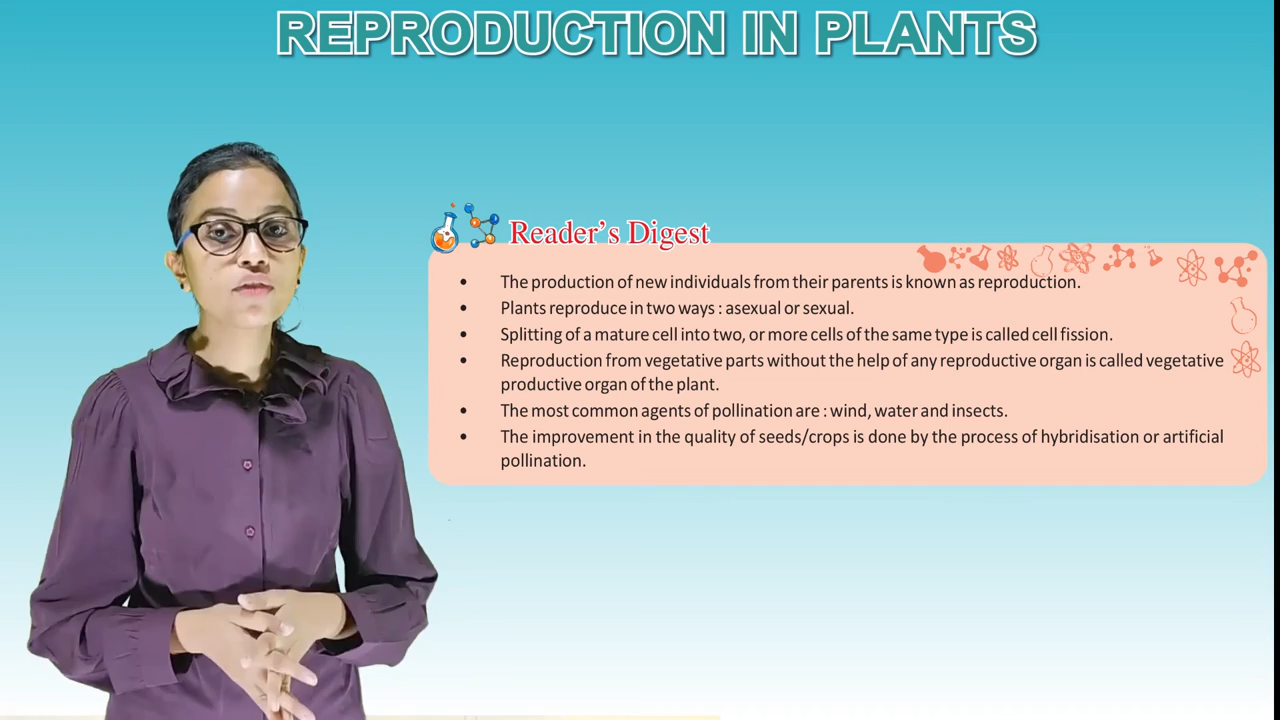 REPRODUCTION IN PLANTS
Reader's Digest
• The production of new individuals from their parents is known as reproduction.
• Plants reproduce in two ways : asexual or sexual.
• Splitting of a mature cell into two, or more cells of the same type is called cell fission.
• Reproduction from vegetative parts without the help of any reproductive organ is called vegetative
productive organ of the plant.
• The most common agents of pollination are : wind, water and insects.
• The improvement in the quality of seeds/crops is done by the process of hybridisation or artificial
pollination.